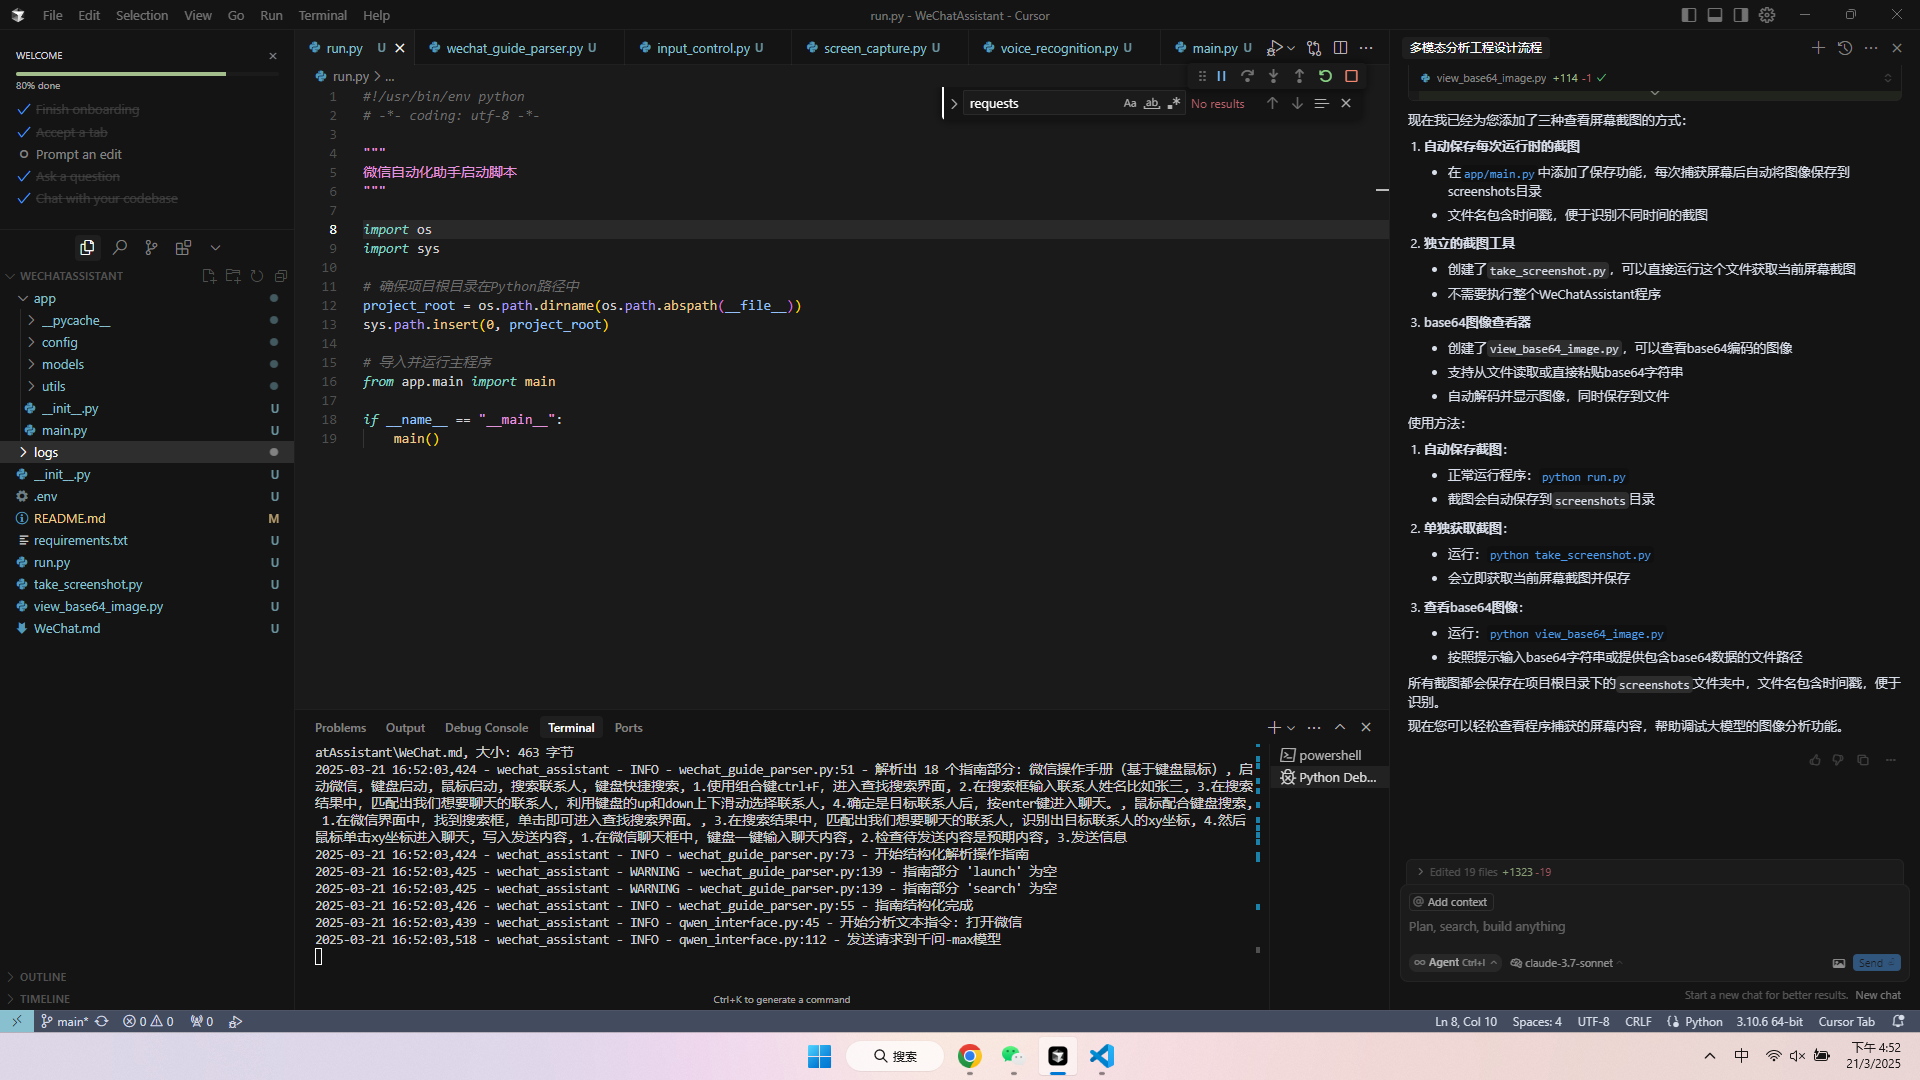 File Edit Selection View Go Run Terminal Help
run.py - WeChatAssistant - Cursor
WELCOME
80% done
Finish onboarding
Accept a tab
Prompt an edit
Ask a question
Chat with your codebase
WECHATASSISTANT
app
__pycache__
config
models
utils
__init__.py U
main.py U
logs
__init__.py U
.env U
README.md M
requirements.txt U
run.py U
take_screenshot.py U
view_base64_image.py U
WeChat.md U
OUTLINE
TIMELINE
run.py U
wechat_guide_parser.py U
input_control.py U
screen_capture.py U
voice_recognition.py U
main.py U
run.py > ...
requests
Aa ab No results
1 #!/usr/bin/env python
2 # -*- coding: utf-8 -*-
3
4 """
5 微信自动化助手启动脚本
6 """
7
8 import os
9 import sys
10
11 # 确保项目根目录在Python路径中
12 project_root = os.path.dirname(os.path.abspath(__file__))
13 sys.path.insert(0, project_root)
14
15 # 导入并运行主程序
16 from app.main import main
17
18 if __name__ == "__main__":
19 main()
Problems Output Debug Console Terminal Ports
atAssistant\WeChat.md, 大小: 463 字节
2025-03-21 16:52:03,424 - wechat_assistant - INFO - wechat_guide_parser.py:51 - 解析出 18 个指南部分: 微信操作手册（基于键盘鼠标）, 启
动微信, 键盘启动, 鼠标启动, 搜索联系人, 键盘快捷搜索, 1.使用组合键ctrl+F, 进入查找搜索界面, 2.在搜索框输入联系人姓名比如张三, 3.在搜索
结果中, 匹配出我们想要聊天的联系人, 利用键盘的up和down上下滑动选择联系人, 4.确定是目标联系人后, 按enter键进入聊天。, 鼠标配合键盘搜索,
1.在微信界面中, 找到搜索框, 单击即可进入查找搜索界面。, 3.在搜索结果中, 匹配出我们想要聊天的联系人, 识别出目标联系人的xy坐标, 4.然后
鼠标单击xy坐标进入聊天, 写入发送内容, 1.在微信聊天框中, 键盘一键输入聊天内容, 2.检查待发送内容是预期内容, 3.发送信息
2025-03-21 16:52:03,424 - wechat_assistant - INFO - wechat_guide_parser.py:73 - 开始结构化解析操作指南
2025-03-21 16:52:03,425 - wechat_assistant - WARNING - wechat_guide_parser.py:139 - 指南部分 'launch' 为空
2025-03-21 16:52:03,425 - wechat_assistant - WARNING - wechat_guide_parser.py:139 - 指南部分 'search' 为空
2025-03-21 16:52:03,426 - wechat_assistant - INFO - wechat_guide_parser.py:55 - 指南结构化完成
2025-03-21 16:52:03,439 - wechat_assistant - INFO - qwen_interface.py:45 - 开始分析文本指令: 打开微信
2025-03-21 16:52:03,518 - wechat_assistant - INFO - qwen_interface.py:112 - 发送请求到千问-max模型
powershell
Python Deb...
Ctrl+K to generate a command
多模态分析工程设计流程
view_base64_image.py +114 -1
现在我已经为您添加了三种查看屏幕截图的方式：
1. 自动保存每次运行时的截图
• 在 app/main.py 中添加了保存功能，每次捕获屏幕后自动将图像保存到
screenshots目录
• 文件名包含时间戳，便于识别不同时间的截图
2. 独立的截图工具
• 创建了 take_screenshot.py，可以直接运行这个文件获取当前屏幕截图
• 不需要执行整个WeChatAssistant程序
3. base64图像查看器
• 创建了 view_base64_image.py，可以查看base64编码的图像
• 支持从文件读取或直接粘贴base64字符串
• 自动解码并显示图像，同时保存到文件
使用方法：
1. 自动保存截图：
• 正常运行程序： python run.py
• 截图会自动保存到 screenshots 目录
2. 单独获取截图：
• 运行： python take_screenshot.py
• 会立即获取当前屏幕截图并保存
3. 查看base64图像：
• 运行： python view_base64_image.py
• 按照提示输入base64字符串或提供包含base64数据的文件路径
所有截图都会保存在项目根目录下的 screenshots 文件夹中，文件名包含时间戳，便于
识别。
现在您可以轻松查看程序捕获的屏幕内容，帮助调试大模型的图像分析功能。
Edited 19 files +1323 -19
@ Add context
Plan, search, build anything
Agent Ctrl+I
claude-3.7-sonnet
Send
Start a new chat for better results. New chat
main* 0 0 0
Ln 8, Col 10 Spaces: 4 UTF-8 CRLF Python 3.10.6 64-bit Cursor Tab
搜索
中
下午 4:52
21/3/2025